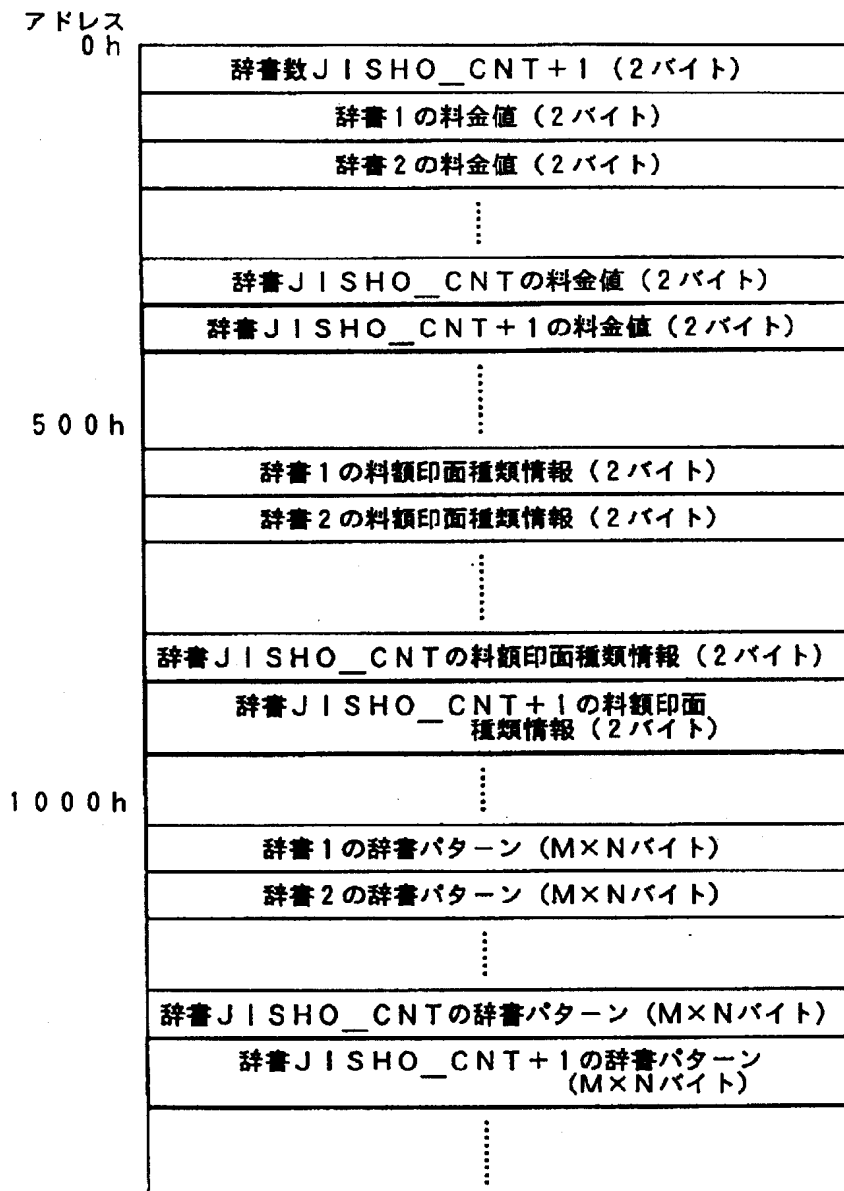 アドレス
0h
辞書数JISHO_CNT+1（2バイト）
辞書1の料金値（2バイト）
辞書2の料金値（2バイト）
辞書JISHO_CNTの料金値（2バイト）
辞書JISHO_CNT+1の料金値（2バイト）
500h
辞書1の料額印面種類情報（2バイト）
辞書2の料額印面種類情報（2バイト）
辞書JISHO_CNTの料額印面種類情報（2バイト）
辞書JISHO_CNT+1の料額印面
種類情報（2バイト）
1000h
辞書1の辞書パターン（M×Nバイト）
辞書2の辞書パターン（M×Nバイト）
辞書JISHO_CNTの辞書パターン（M×Nバイト）
辞書JISHO_CNT+1の辞書パターン
（M×Nバイト）